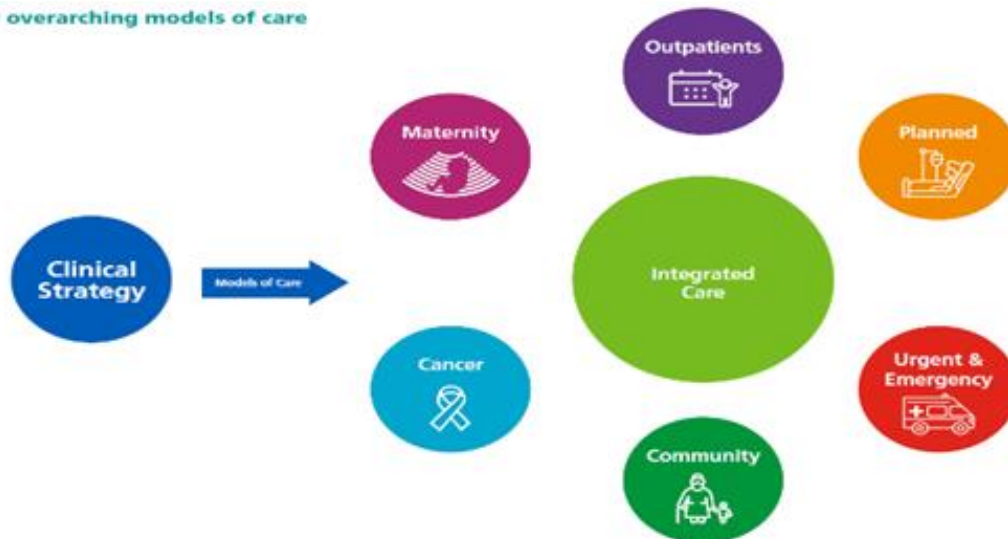 overarching models of care
Outpatients
Maternity
Planned
Clinical
Strategy
Models of Care
Integrated
Care
Cancer
Urgent &
Emergency
Community